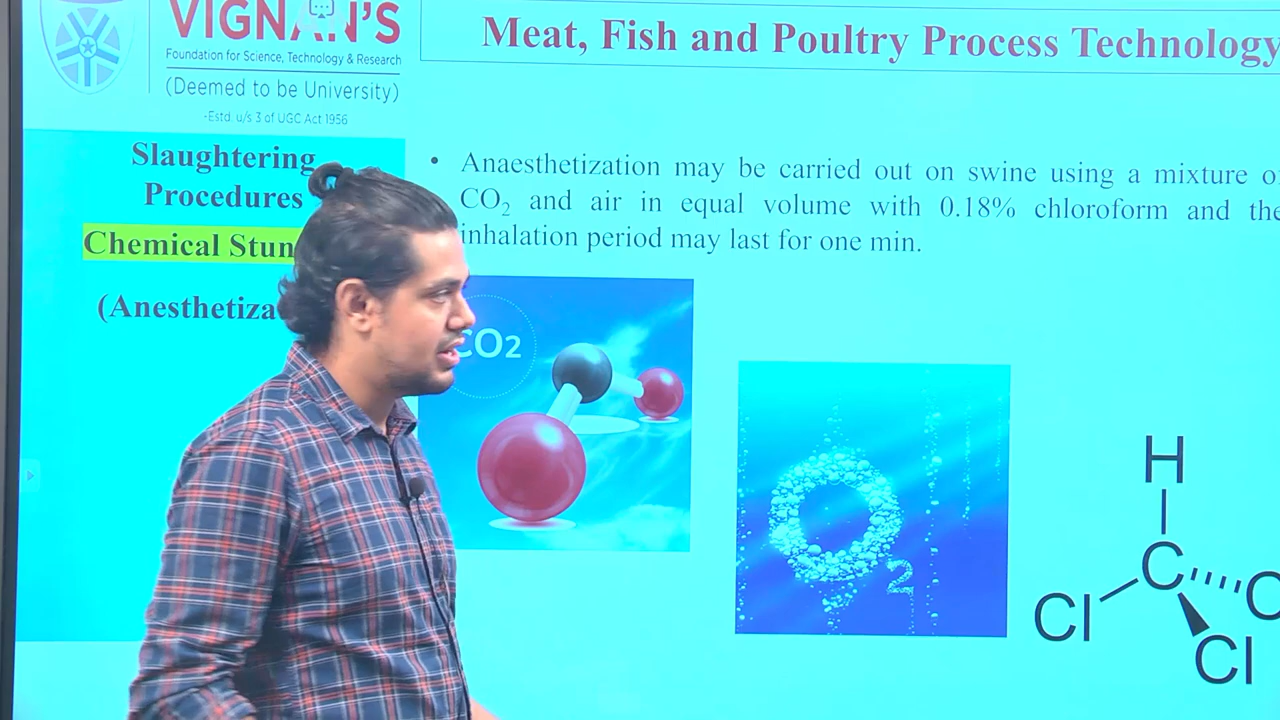 VIGNAN'S
Foundation for Science, Technology & Research
(Deemed to be University)
-Estd. u/s 3 of UGC Act 1956
Meat, Fish and Poultry Process Technology
Slaughtering
Procedures
Chemical Stun
(Anesthetiza
• Anaesthetization may be carried out on swine using a mixture of
CO₂ and air in equal volume with 0.18% chloroform and the
inhalation period may last for one min.
CO2
O2
H
C
Cl
Cl